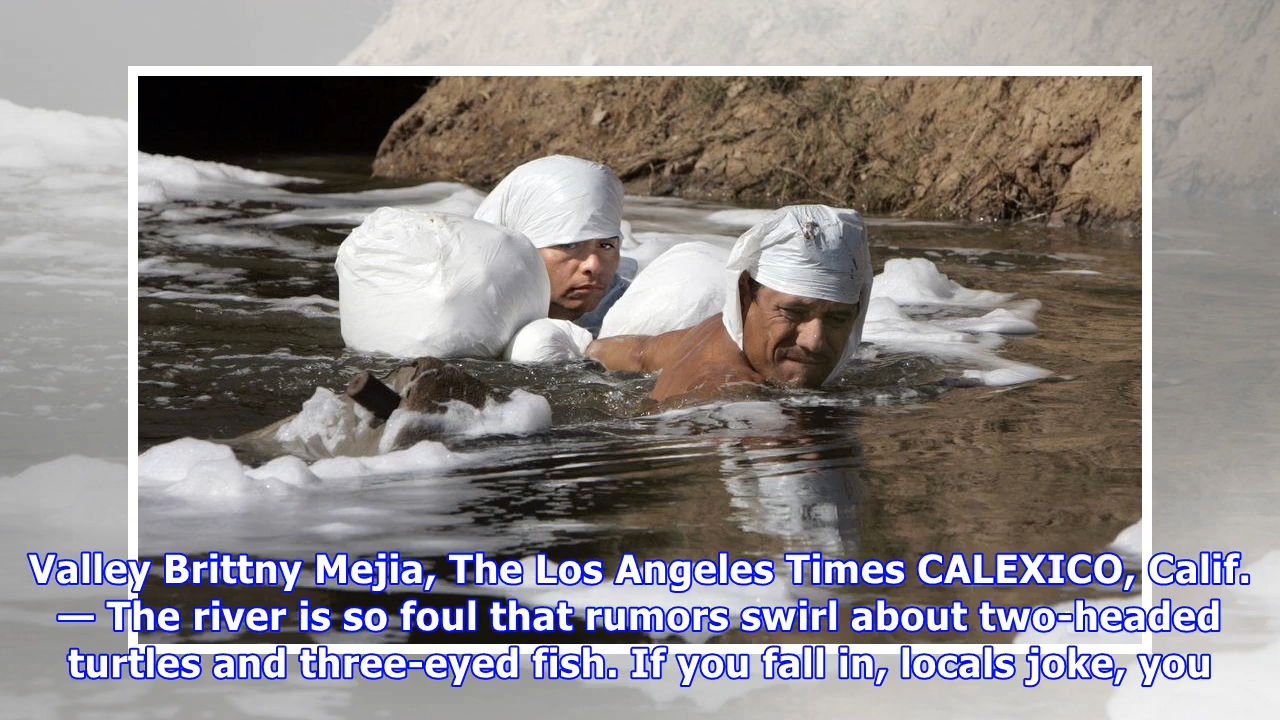 Valley Brittny Mejia, The Los Angeles Times CALEXICO, Calif.
— The river is so foul that rumors swirl about two-headed
turtles and three-eyed fish. If you fall in, locals joke, you